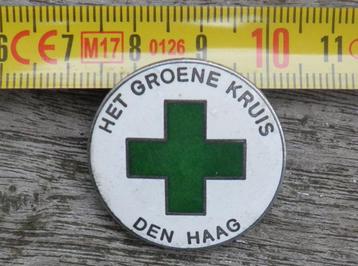 6 CE 7 M17 8 0126 9 10 11
HET GROENE KRUIS
DEN HAAG